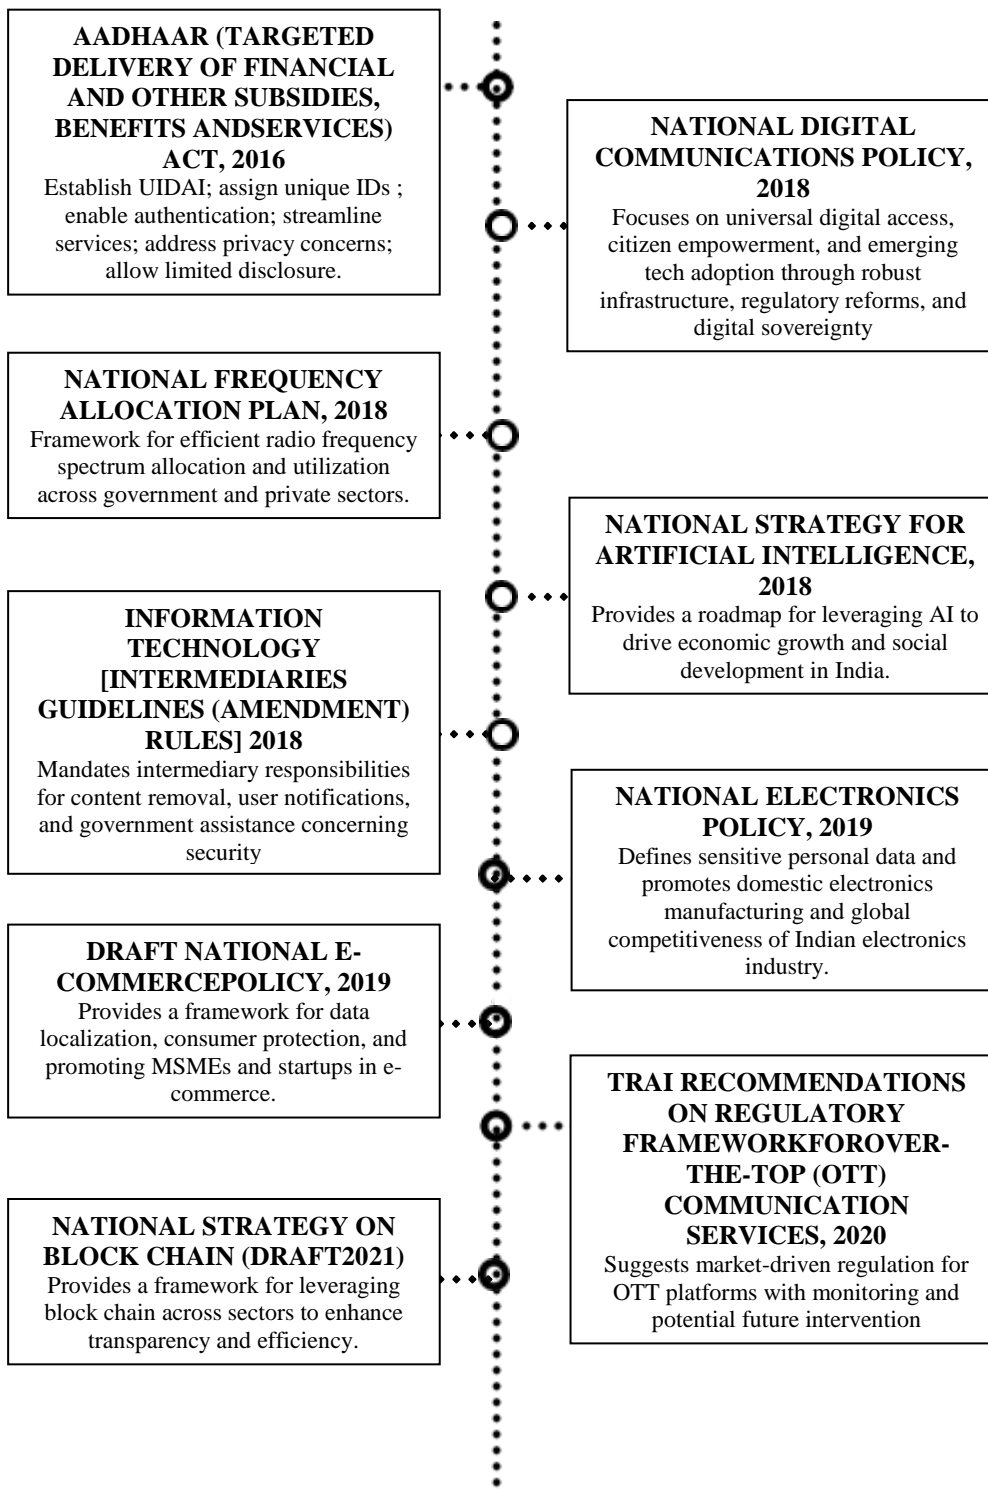 AADHAAR (TARGETED
DELIVERY OF FINANCIAL
AND OTHER SUBSIDIES,
BENEFITS ANDSERVICES)
ACT, 2016
Establish UIDAI; assign unique IDs ;
enable authentication; streamline
services; address privacy concerns;
allow limited disclosure.
NATIONAL DIGITAL
COMMUNICATIONS POLICY,
2018
Focuses on universal digital access,
citizen empowerment, and emerging
tech adoption through robust
infrastructure, regulatory reforms, and
digital sovereignty
NATIONAL FREQUENCY
ALLOCATION PLAN, 2018
Framework for efficient radio frequency
spectrum allocation and utilization
across government and private sectors.
NATIONAL STRATEGY FOR
ARTIFICIAL INTELLIGENCE,
2018
Provides a roadmap for leveraging AI to
drive economic growth and social
development in India.
INFORMATION
TECHNOLOGY
[INTERMEDIARIES
GUIDELINES (AMENDMENT)
RULES] 2018
Mandates intermediary responsibilities
for content removal, user notifications,
and government assistance concerning
security
NATIONAL ELECTRONICS
POLICY, 2019
Defines sensitive personal data and
promotes domestic electronics
manufacturing and global
competitiveness of Indian electronics
industry.
DRAFT NATIONAL E-
COMMERCEPOLICY, 2019
Provides a framework for data
localization, consumer protection, and
promoting MSMEs and startups in e-
commerce.
TRAI RECOMMENDATIONS
ON REGULATORY
FRAMEWORKFOROVER-
THE-TOP (OTT)
COMMUNICATION
SERVICES, 2020
Suggests market-driven regulation for
OTT platforms with monitoring and
potential future intervention
NATIONAL STRATEGY ON
BLOCK CHAIN (DRAFT2021)
Provides a framework for leveraging
block chain across sectors to enhance
transparency and efficiency.